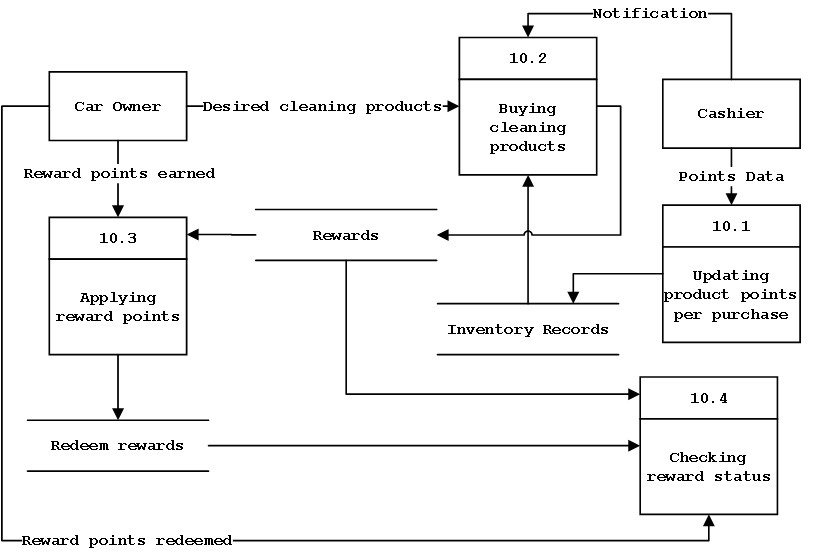 Notification
10.2
Car Owner
Desired cleaning products
Buying
cleaning
products
Cashier
Reward points earned
Points Data
10.3
Rewards
10.1
Applying
reward points
Updating
product points
per purchase
Inventory Records
10.4
Redeem rewards
Checking
reward status
Reward points redeemed